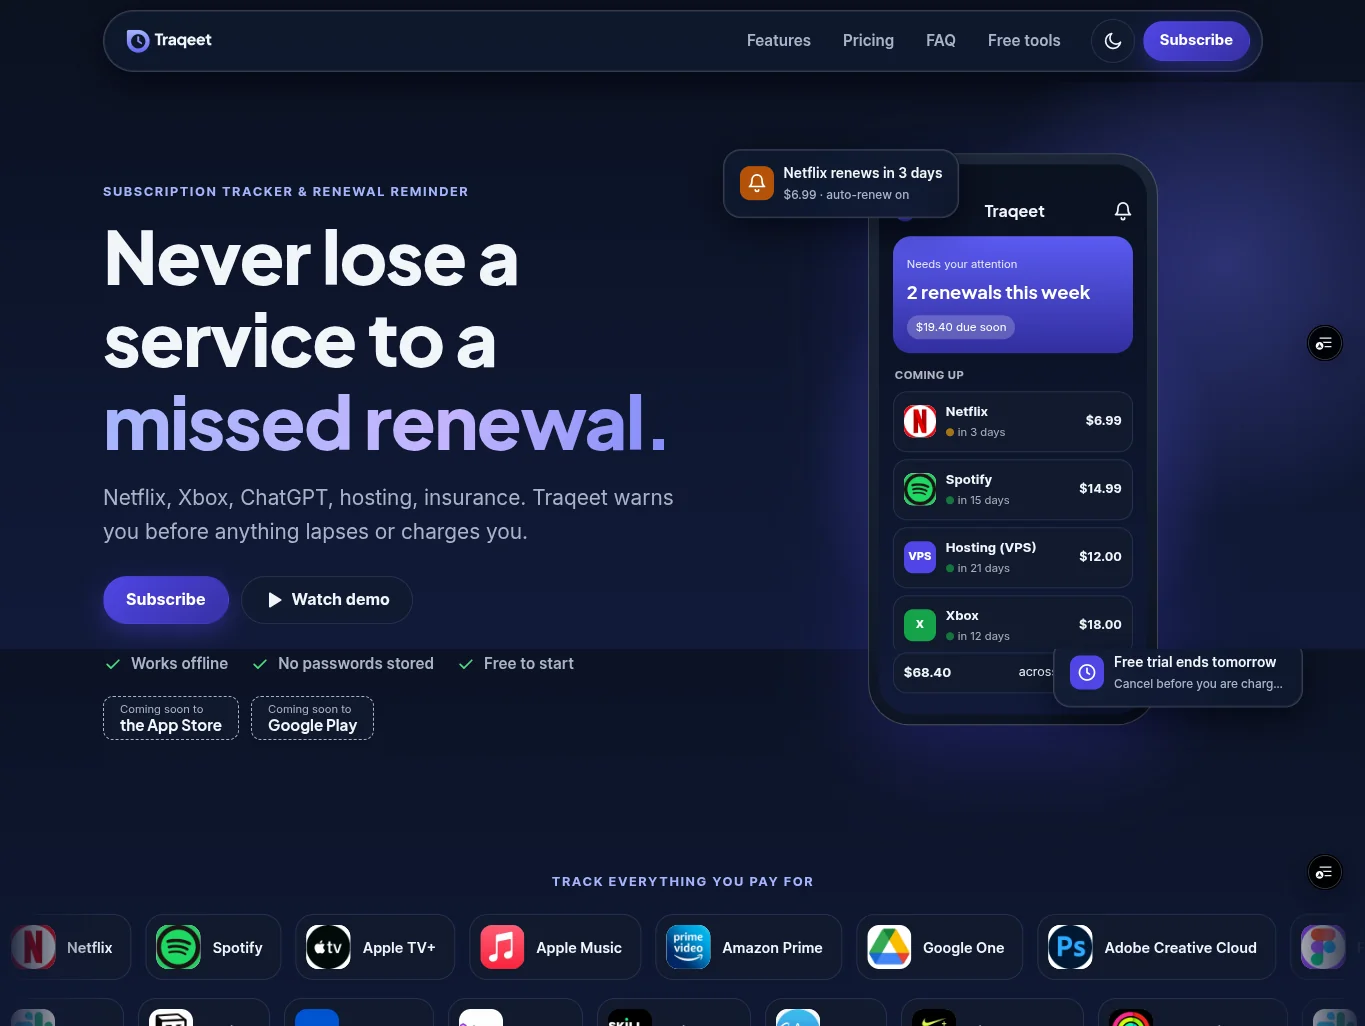 Traqeet
Features
Pricing
FAQ
Free tools
Subscribe
SUBSCRIPTION TRACKER & RENEWAL REMINDER
Never lose a
service to a
missed renewal.
Netflix, Xbox, ChatGPT, hosting, insurance. Traqeet warns
you before anything lapses or charges you.
Subscribe
Watch demo
Works offline
No passwords stored
Free to start
Coming soon to
the App Store
Coming soon to
Google Play
Netflix renews in 3 days
$6.99 · auto-renew on
Traqeet
Needs your attention
2 renewals this week
$19.40 due soon
COMING UP
Netflix
in 3 days
$6.99
Spotify
in 15 days
$14.99
VPS
Hosting (VPS)
in 21 days
$12.00
X
Xbox
in 12 days
$18.00
$68.40
Free trial ends tomorrow
Cancel before you are charg...
TRACK EVERYTHING YOU PAY FOR
Netflix
Spotify
tv
Apple TV+
Apple Music
prime
video
Amazon Prime
Google One
Ps
Adobe Creative Cloud